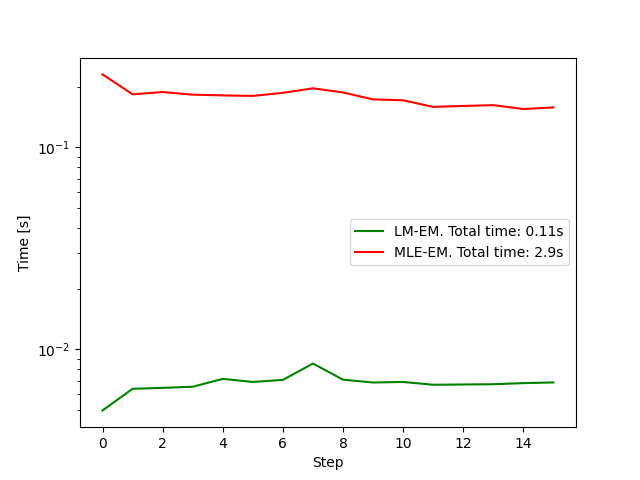 10⁻¹
10⁻²
Time [s]
LM-EM. Total time: 0.11s
MLE-EM. Total time: 2.9s
0 2 4 6 8 10 12 14
Step